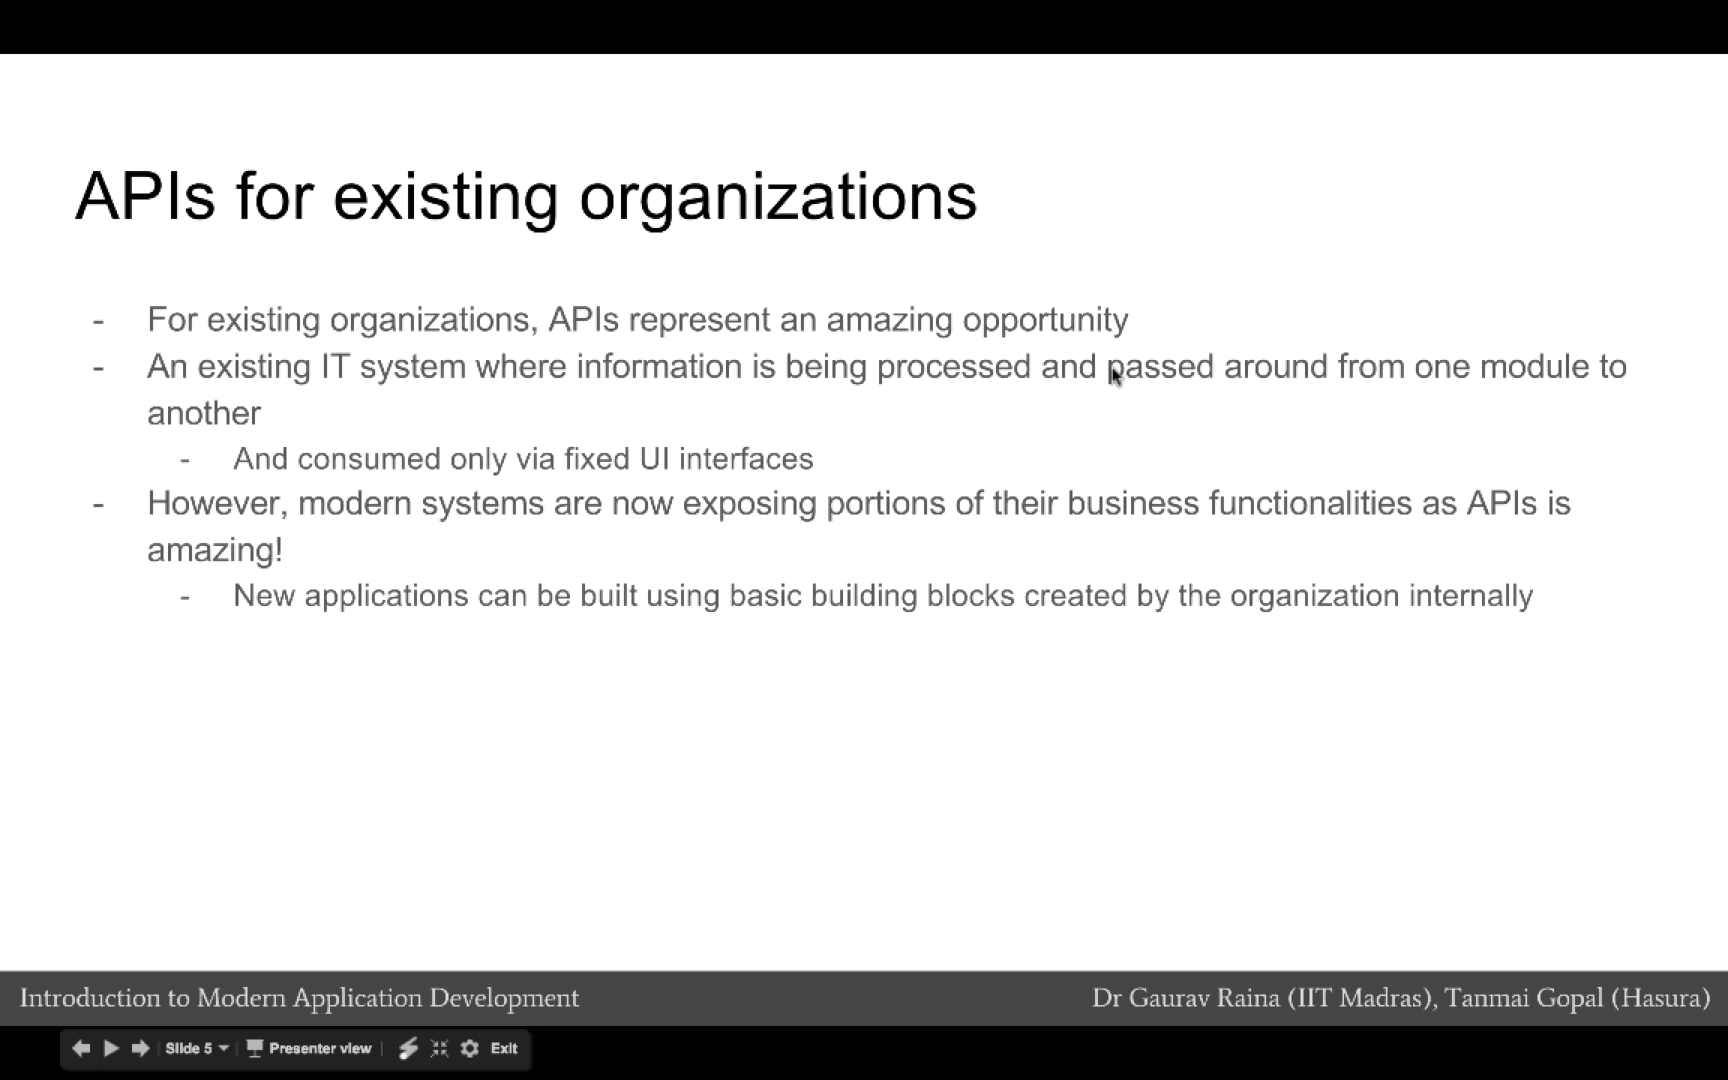 APIs for existing organizations
- For existing organizations, APIs represent an amazing opportunity
- An existing IT system where information is being processed and passed around from one module to
another
- And consumed only via fixed UI interfaces
- However, modern systems are now exposing portions of their business functionalities as APIs is
amazing!
- New applications can be built using basic building blocks created by the organization internally
Introduction to Modern Application Development
Dr Gaurav Raina (IIT Madras), Tanmai Gopal (Hasura)
Slide 5
Presenter view
Exit